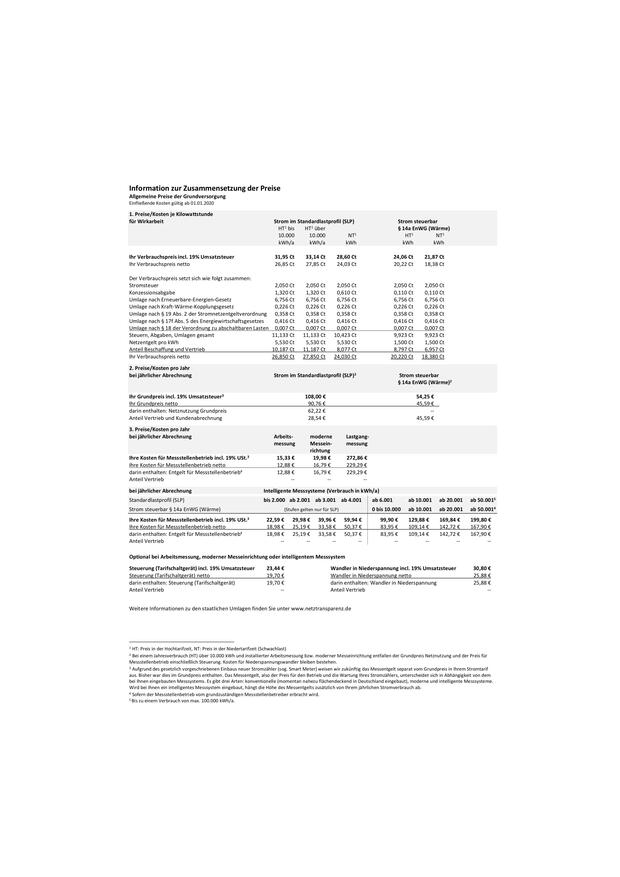 Information zur Zusammensetzung der Preise
Allgemeine Preise der Grundversorgung
Einfließende Kosten gültig ab 01.01.2020
1. Preise/Kosten je Kilowattstunde
für Wirkarbeit Strom im Standardlastprofil (SLP) Strom steuerbar
§ 14a EnWG (Wärme)
HT¹ bis HT¹ über
10.000 10.000 NT¹ HT¹ NT¹
kWh/a kWh/a kWh kWh kWh
Ihr Verbrauchspreis incl. 19% Umsatzsteuer 31,95 Ct 33,14 Ct 28,60 Ct 24,06 Ct 21,87 Ct
Ihr Verbrauchspreis netto 26,85 Ct 27,85 Ct 24,03 Ct 20,22 Ct 18,38 Ct
Der Verbrauchspreis setzt sich wie folgt zusammen:
Stromsteuer 2,050 Ct 2,050 Ct 2,050 Ct 2,050 Ct 2,050 Ct
Konzessionsabgabe 1,320 Ct 1,320 Ct 0,610 Ct 0,110 Ct 0,110 Ct
Umlage nach Erneuerbare-Energien-Gesetz 6,756 Ct 6,756 Ct 6,756 Ct 6,756 Ct 6,756 Ct
Umlage nach Kraft-Wärme-Kopplungsgesetz 0,226 Ct 0,226 Ct 0,226 Ct 0,226 Ct 0,226 Ct
Umlage nach § 19 Abs. 2 der Stromnetzentgeltverordnung 0,358 Ct 0,358 Ct 0,358 Ct 0,358 Ct 0,358 Ct
Umlage nach § 17f Abs. 5 des Energiewirtschaftsgesetzes 0,416 Ct 0,416 Ct 0,416 Ct 0,416 Ct 0,416 Ct
Umlage nach § 18 der Verordnung zu abschaltbaren Lasten 0,007 Ct 0,007 Ct 0,007 Ct 0,007 Ct 0,007 Ct
Steuern, Abgaben, Umlagen gesamt 11,133 Ct 11,133 Ct 10,423 Ct 9,923 Ct 9,923 Ct
Netzentgelt pro kWh 5,530 Ct 5,530 Ct 5,530 Ct 1,500 Ct 1,500 Ct
Anteil Beschaffung und Vertrieb 10,187 Ct 11,187 Ct 8,077 Ct 8,797 Ct 6,957 Ct
Ihr Verbrauchspreis netto 26,850 Ct 27,850 Ct 24,030 Ct 20,220 Ct 18,380 Ct
2. Preise/Kosten pro Jahr
bei jährlicher Abrechnung Strom im Standardlastprofil (SLP)² Strom steuerbar
§ 14a EnWG (Wärme)²
Ihr Grundpreis incl. 19% Umsatzsteuer³ 108,00 € 54,25 €
Ihr Grundpreis netto 90,76 € 45,59 €
darin enthalten: Netznutzung Grundpreis 62,22 € --
Anteil Vertrieb und Kundenabrechnung 28,54 € 45,59 €
3. Preise/Kosten pro Jahr
bei jährlicher Abrechnung Arbeits- moderne Lastgang-
messung Messein- messung
richtung
Ihre Kosten für Messstellenbetrieb incl. 19% USt.³ 15,33 € 19,98 € 272,86 €
Ihre Kosten für Messstellenbetrieb netto 12,88 € 16,79 € 229,29 €
darin enthalten: Entgelt für Messstellenbetrieb⁴ 12,88 € 16,79 € 229,29 €
Anteil Vertrieb -- -- --
bei jährlicher Abrechnung Intelligente Messsysteme (Verbrauch in kWh/a)
Standardlastprofil (SLP) bis 2.000 ab 2.001 ab 3.001 ab 4.001 ab 6.001 ab 10.001 ab 20.001 ab 50.001⁵
Strom steuerbar § 14a EnWG (Wärme) (Stufen gelten nur für SLP) 0 bis 10.000 ab 10.001 ab 20.001 ab 50.001⁵
Ihre Kosten für Messstellenbetrieb incl. 19% USt.³ 22,59 € 29,98 € 39,96 € 59,94 € 99,90 € 129,88 € 169,84 € 199,80 €
Ihre Kosten für Messstellenbetrieb netto 18,98 € 25,19 € 33,58 € 50,37 € 83,95 € 109,14 € 142,72 € 167,90 €
darin enthalten: Entgelt für Messstellenbetrieb⁴ 18,98 € 25,19 € 33,58 € 50,37 € 83,95 € 109,14 € 142,72 € 167,90 €
Anteil Vertrieb -- -- -- -- -- -- -- --
Optional bei Arbeitsmessung, moderner Messeinrichtung oder intelligentem Messsystem
Steuerung (Tarifschaltgerät) incl. 19% Umsatzsteuer 23,44 € Wandler in Niederspannung incl. 19% Umsatzsteuer 30,80 €
Steuerung (Tarifschaltgerät) netto 19,70 € Wandler in Niederspannung netto 25,88 €
darin enthalten: Steuerung (Tarifschaltgerät) 19,70 € darin enthalten: Wandler in Niederspannung 25,88 €
Anteil Vertrieb -- Anteil Vertrieb --
Weitere Informationen zu den staatlichen Umlagen finden Sie unter www.netztransparenz.de
¹ HT: Preis in der Hochtarifzeit, NT: Preis in der Niedertarifzeit (Schwachlast)
² Bei einem Jahresverbrauch (HT) über 10.000 kWh und installierter Arbeitsmessung bzw. moderner Messeinrichtung entfallen der Grundpreis Netznutzung und der Preis für
Messstellenbetrieb einschließlich Steuerung. Kosten für Niederspannungswandler bleiben bestehen.
³ Aufgrund des gesetzlich vorgeschriebenen Einbaus neuer Stromzähler (sog. Smart Meter) weisen wir zukünftig das Messentgelt separat vom Grundpreis in Ihrem Stromtarif
aus. Bisher war dies im Grundpreis enthalten. Das Messentgelt, also der Preis für den Betrieb und die Wartung Ihres Stromzählers, unterscheidet sich in Abhängigkeit von dem
bei Ihnen eingebauten Messsystems. Es gibt drei Arten: konventionelle (momentan nahezu flächendeckend in Deutschland eingebaut), moderne und intelligente Messsysteme.
Wird bei Ihnen ein intelligentes Messsystem eingebaut, hängt die Höhe des Messentgelts zusätzlich von Ihrem jährlichen Stromverbrauch ab.
⁴ Sofern der Messstellenbetrieb vom grundzuständigen Messstellenbetreiber erbracht wird.
⁵ Bis zu einem Verbrauch von max. 100.000 kWh/a.